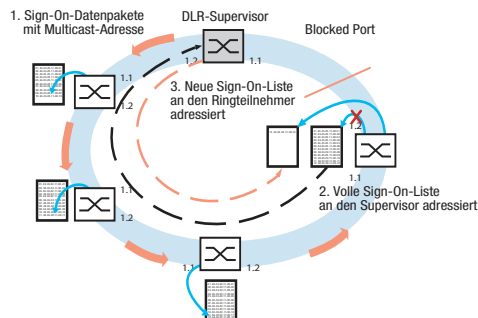 1. Sign-On-Datenpakete
mit Multicast-Adresse
DLR-Supervisor
Blocked Port
1.2
1.1
3. Neue Sign-On-Liste
an den Ringteilnehmer
adressiert
1.1
1.2
1.2
1.1
2. Volle Sign-On-Liste
an den Supervisor adressiert
1.1
1.2
1.1
1.2